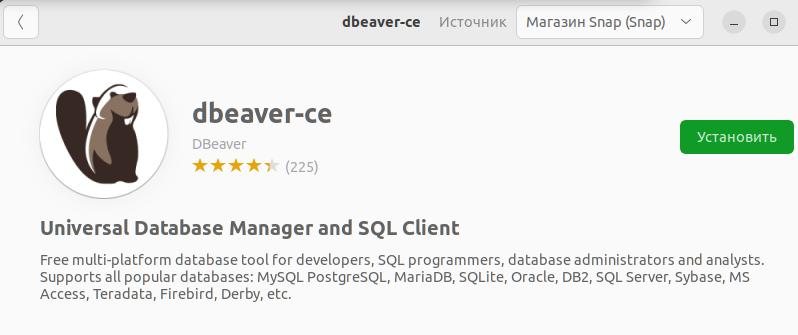 dbeaver-ce Источник Магазин Snap (Snap)
dbeaver-ce
DBeaver
(225)
Установить
Universal Database Manager and SQL Client
Free multi-platform database tool for developers, SQL programmers, database administrators and analysts.
Supports all popular databases: MySQL PostgreSQL, MariaDB, SQLite, Oracle, DB2, SQL Server, Sybase, MS
Access, Teradata, Firebird, Derby, etc.